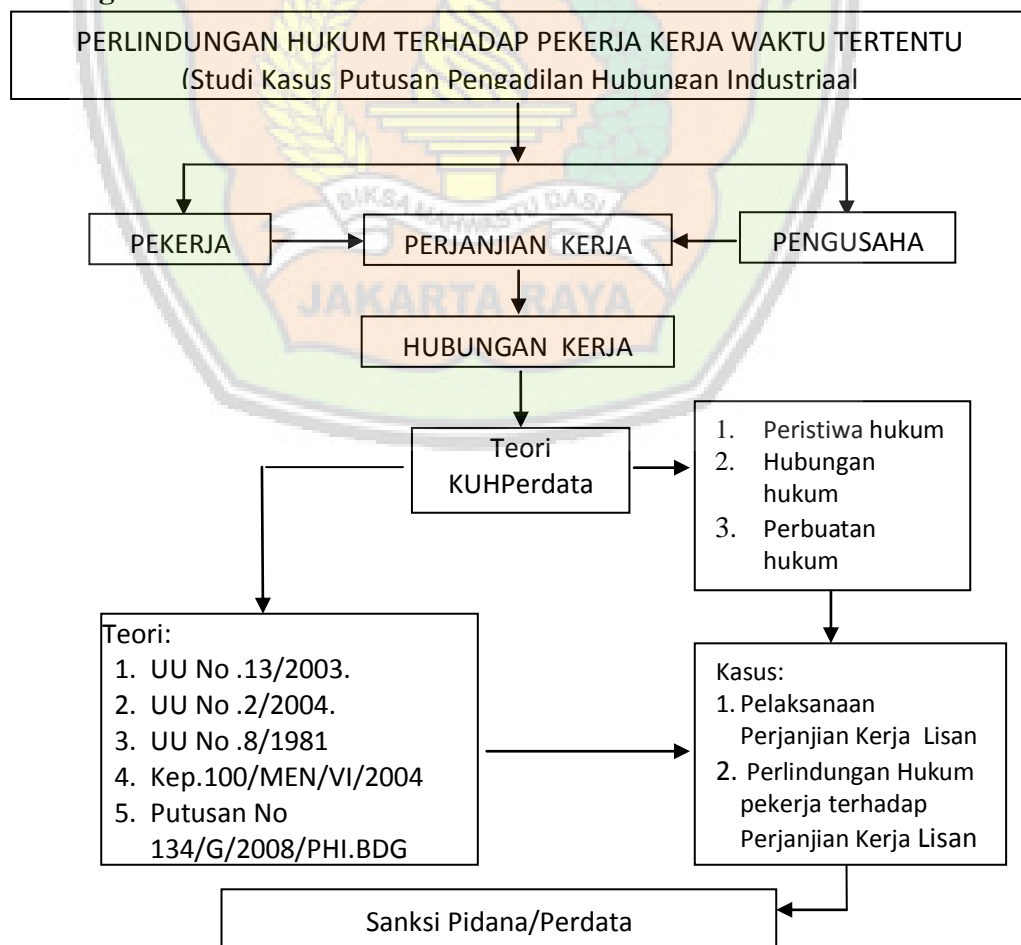 PERLINDUNGAN HUKUM TERHADAP PEKERJA KERJA WAKTU TERTENTU
(Studi Kasus Putusan Pengadilan Hubungan Industriaal
BIKSA MAHWASTU DASI
PEKERJA
PERJANJIAN KERJA
PENGUSAHA
JAKARTA RAYA
HUBUNGAN KERJA
Teori
KUHPerdata
1. Peristiwa hukum
2. Hubungan
hukum
3. Perbuatan
hukum
Teori:
1. UU No .13/2003.
2. UU No .2/2004.
3. UU No .8/1981
4. Kep.100/MEN/VI/2004
5. Putusan No
134/G/2008/PHI.BDG
Kasus:
1. Pelaksanaan
Perjanjian Kerja Lisan
2. Perlindungan Hukum
pekerja terhadap
Perjanjian Kerja Lisan
Sanksi Pidana/Perdata